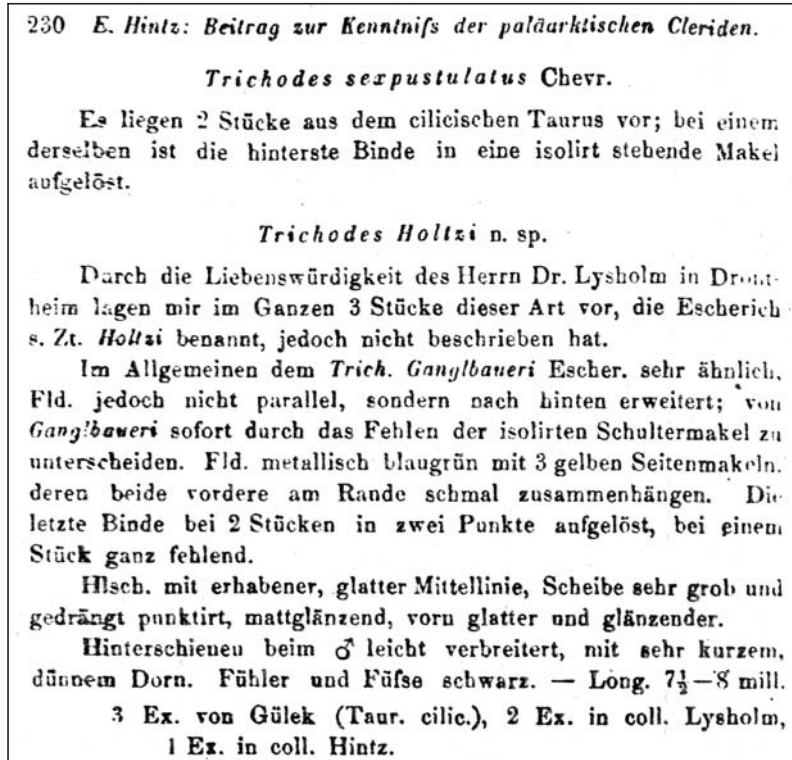 230 E. Hintz: Beitrag zur Kenntnifs der paläarktischen Cleriden.
Trichodes sexpustulatus Chevr.
Es liegen 2 Stücke aus dem cilicischen Taurus vor; bei einem
derselben ist die hinterste Binde in eine isolirt stehende Makel
aufgelöst.
Trichodes Holtzi n. sp.
Durch die Liebenswürdigkeit des Herrn Dr. Lysholm in Dront-
heim lagen mir im Ganzen 3 Stücke dieser Art vor, die Escherich
s. Zt. Holtzi benannt, jedoch nicht beschrieben hat.
Im Allgemeinen dem Trich. Ganglbaueri Escher. sehr ähnlich,
Fld. jedoch nicht parallel, sondern nach hinten erweitert; von
Ganglbaueri sofort durch das Fehlen der isolirten Schultermakel zu
unterscheiden. Fld. metallisch blaugrün mit 3 gelben Seitenmakeln,
deren beide vordere am Rande schmal zusammenhängen. Die
letzte Binde bei 2 Stücken in zwei Punkte aufgelöst, bei einem
Stück ganz fehlend.
Hlsch. mit erhabener, glatter Mittellinie, Scheibe sehr grob und
gedrängt punktirt, mattglänzend, vorn glatter und glänzender.
Hinterschienen beim ♂ leicht verbreitert, mit sehr kurzem,
dünnem Dorn. Fühler und Füfse schwarz. — Long. 7½—8 mill.
3 Ex. von Gülek (Taur. cilic.), 2 Ex. in coll. Lysholm,
1 Ex. in coll. Hintz.